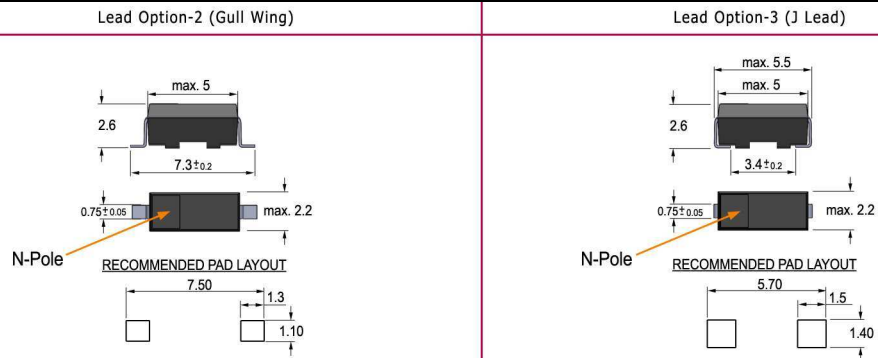 Lead Option-2 (Gull Wing)
max. 5
2.6
7.3±0.2
0.75±0.05
max. 2.2
N-Pole
RECOMMENDED PAD LAYOUT
7.50
1.3
1.10
Lead Option-3 (J Lead)
max. 5.5
max. 5
2.6
3.4±0.2
0.75±0.05
max. 2.2
N-Pole
RECOMMENDED PAD LAYOUT
5.70
1.5
1.40